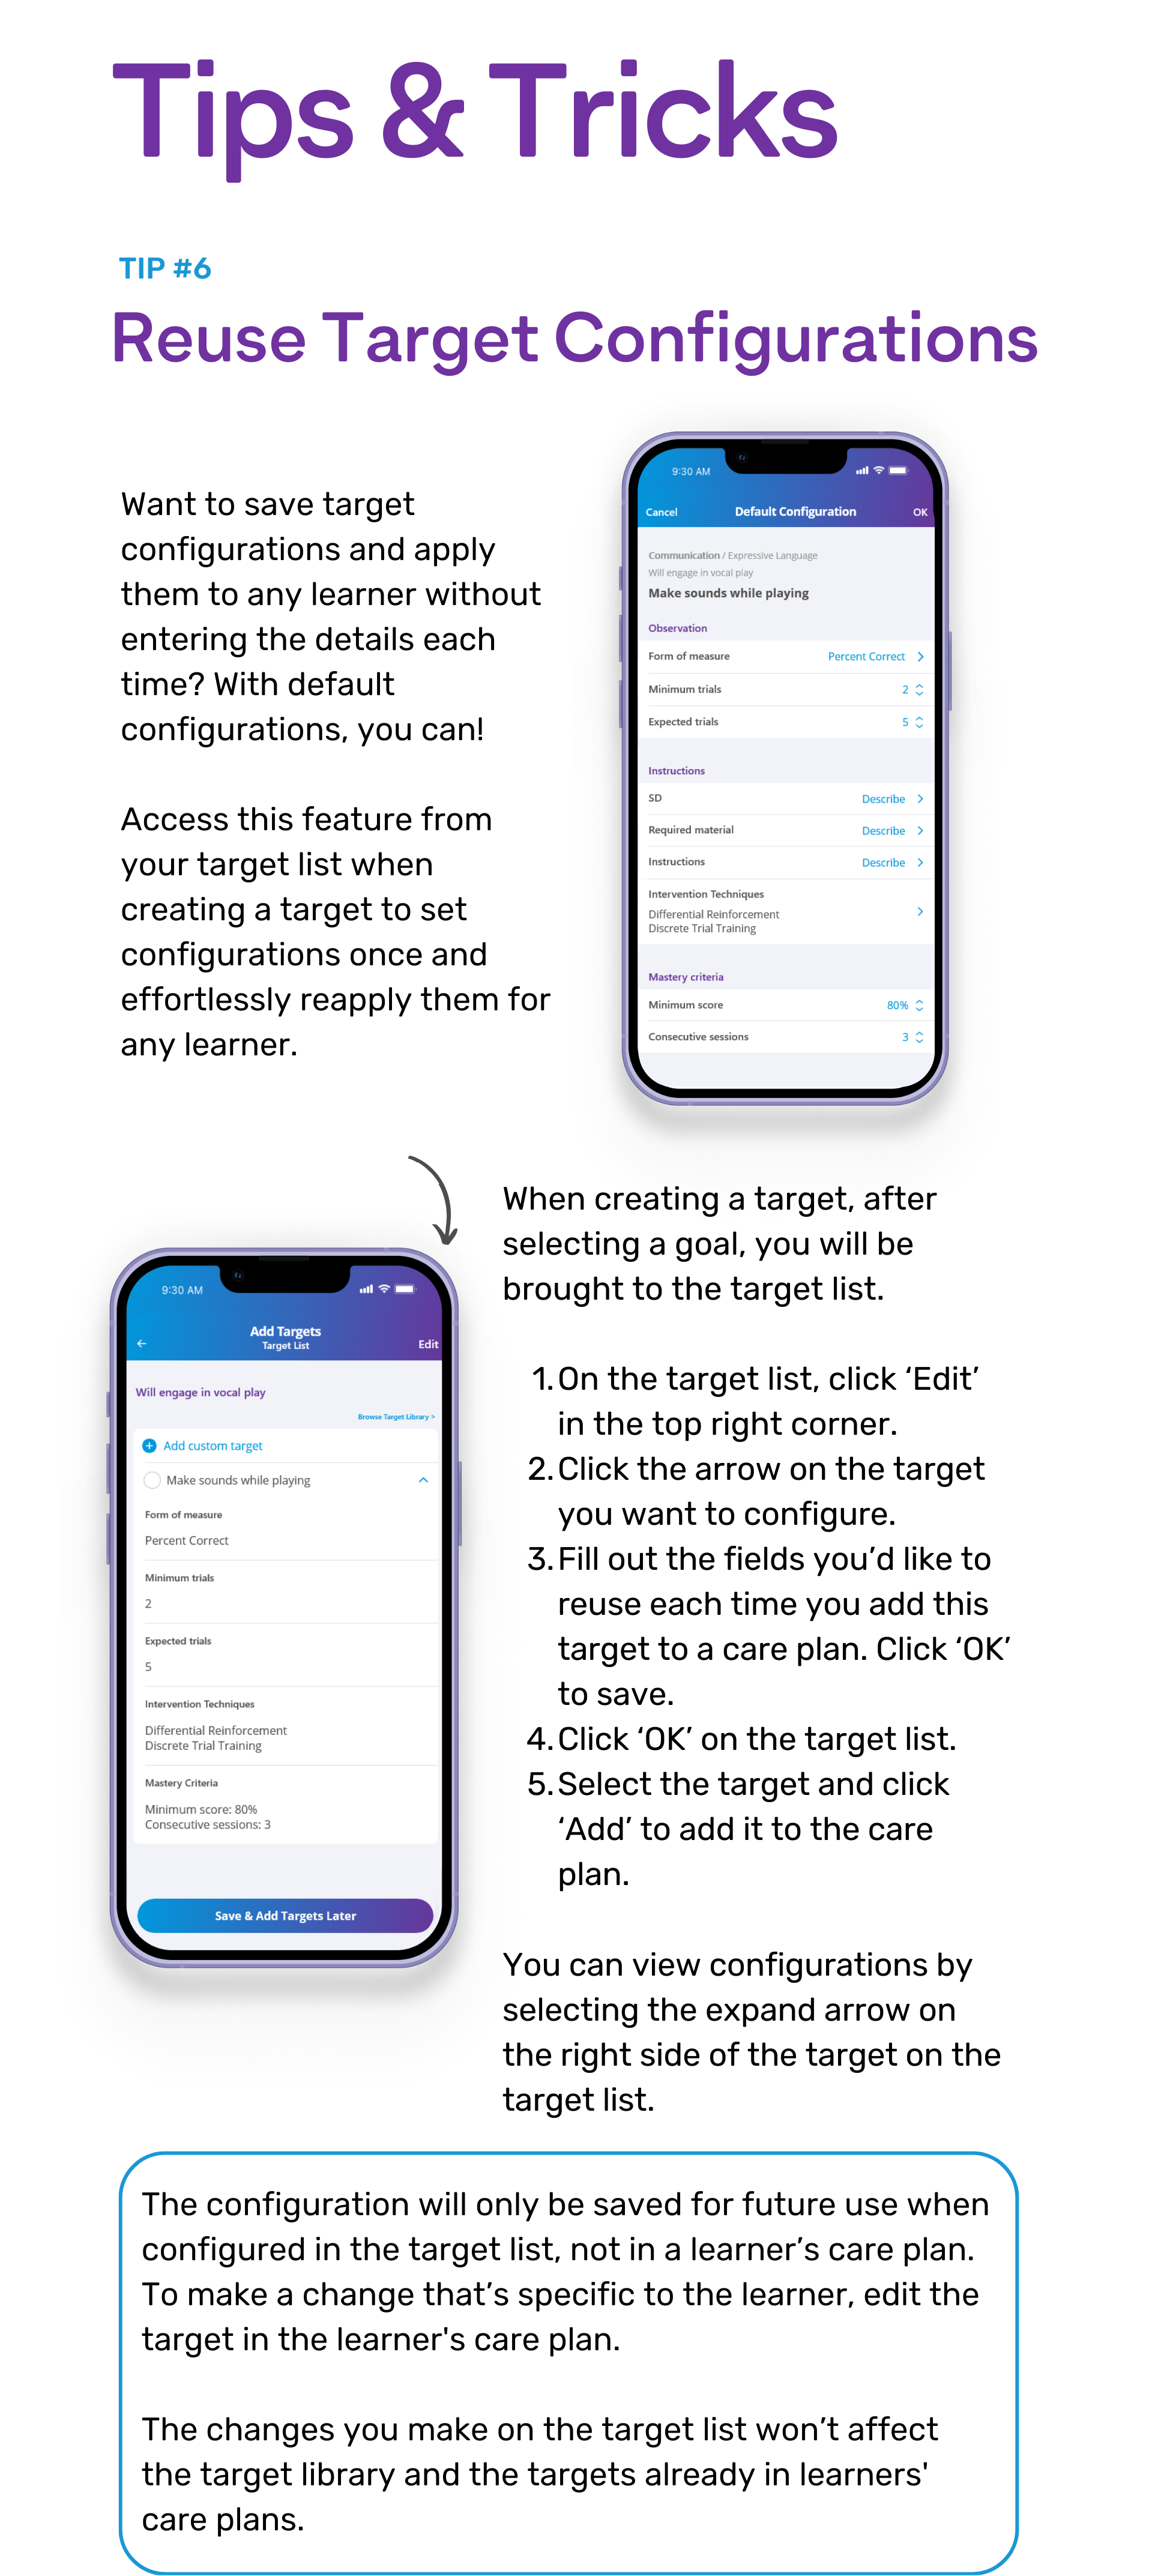 Tips & Tricks
TIP #6
Reuse Target Configurations
Want to save target
configurations and apply
them to any learner without
entering the details each
time? With default
configurations, you can!
Access this feature from
your target list when
creating a target to set
configurations once and
effortlessly reapply them for
any learner.
9:30 AM
Cancel Default Configuration OK
Communication / Expressive Language
Will engage in vocal play
Make sounds while playing
Observation
Form of measure Percent Correct
Minimum trials 2
Expected trials 5
Instructions
SD Describe
Required material Describe
Instructions Describe
Intervention Techniques
Differential Reinforcement
Discrete Trial Training
Mastery criteria
Minimum score 80%
Consecutive sessions 3
9:30 AM
Add Targets
Target List
Edit
Will engage in vocal play
Browse Target Library >
Add custom target
Make sounds while playing
Form of measure
Percent Correct
Minimum trials
2
Expected trials
5
Intervention Techniques
Differential Reinforcement
Discrete Trial Training
Mastery Criteria
Minimum score: 80%
Consecutive sessions: 3
Save & Add Targets Later
When creating a target, after
selecting a goal, you will be
brought to the target list.
1. On the target list, click ‘Edit’
in the top right corner.
2. Click the arrow on the target
you want to configure.
3. Fill out the fields you’d like to
reuse each time you add this
target to a care plan. Click ‘OK’
to save.
4. Click ‘OK’ on the target list.
5. Select the target and click
‘Add’ to add it to the care
plan.
You can view configurations by
selecting the expand arrow on
the right side of the target on the
target list.
The configuration will only be saved for future use when
configured in the target list, not in a learner’s care plan.
To make a change that’s specific to the learner, edit the
target in the learner's care plan.
The changes you make on the target list won’t affect
the target library and the targets already in learners'
care plans.